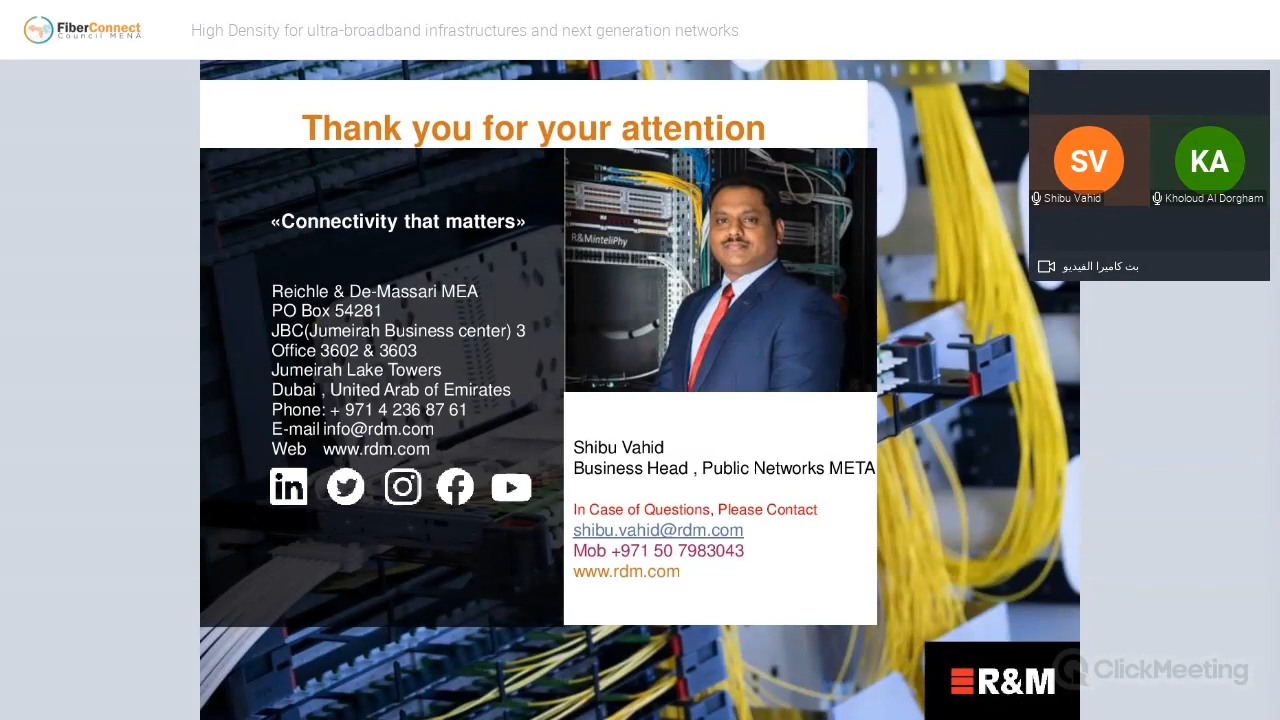 FiberConnect
Council MENA
High Density for ultra-broadband infrastructures and next generation networks
Thank you for your attention
«Connectivity that matters»
Reichle & De-Massari MEA
PO Box 54281
JBC(Jumeirah Business center) 3
Office 3602 & 3603
Jumeirah Lake Towers
Dubai , United Arab of Emirates
Phone: + 971 4 236 87 61
E-mail info@rdm.com
Web www.rdm.com
R&MinteliPhy
Shibu Vahid
Business Head , Public Networks META
In Case of Questions, Please Contact
shibu.vahid@rdm.com
Mob +971 50 7983043
www.rdm.com
SV
KA
Shibu Vahid
Kholoud Al Dorgham
بث كاميرا الفيديو
R&M
ClickMeeting